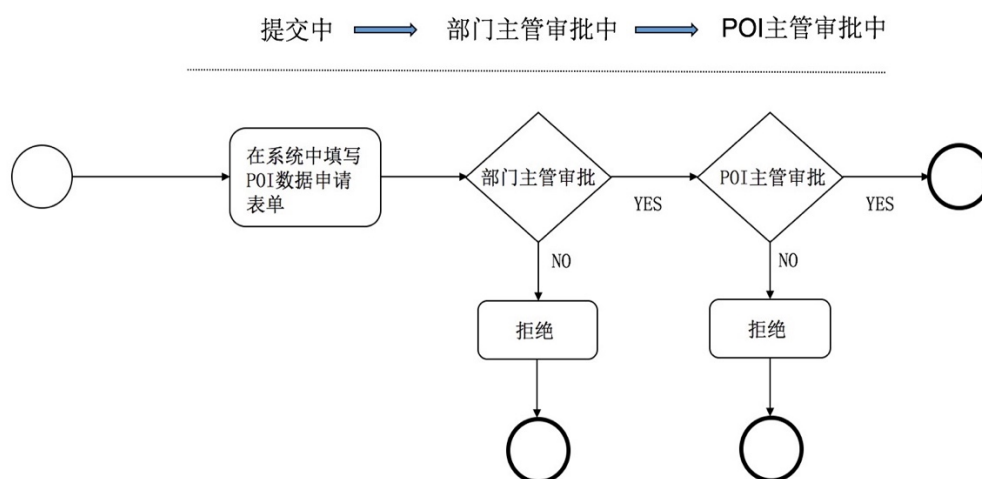 提交中 部门主管审批中 POI主管审批中
在系统中填写
POI数据申请
表单
部门主管审批
YES
POI主管审批
YES
NO
NO
拒绝
拒绝